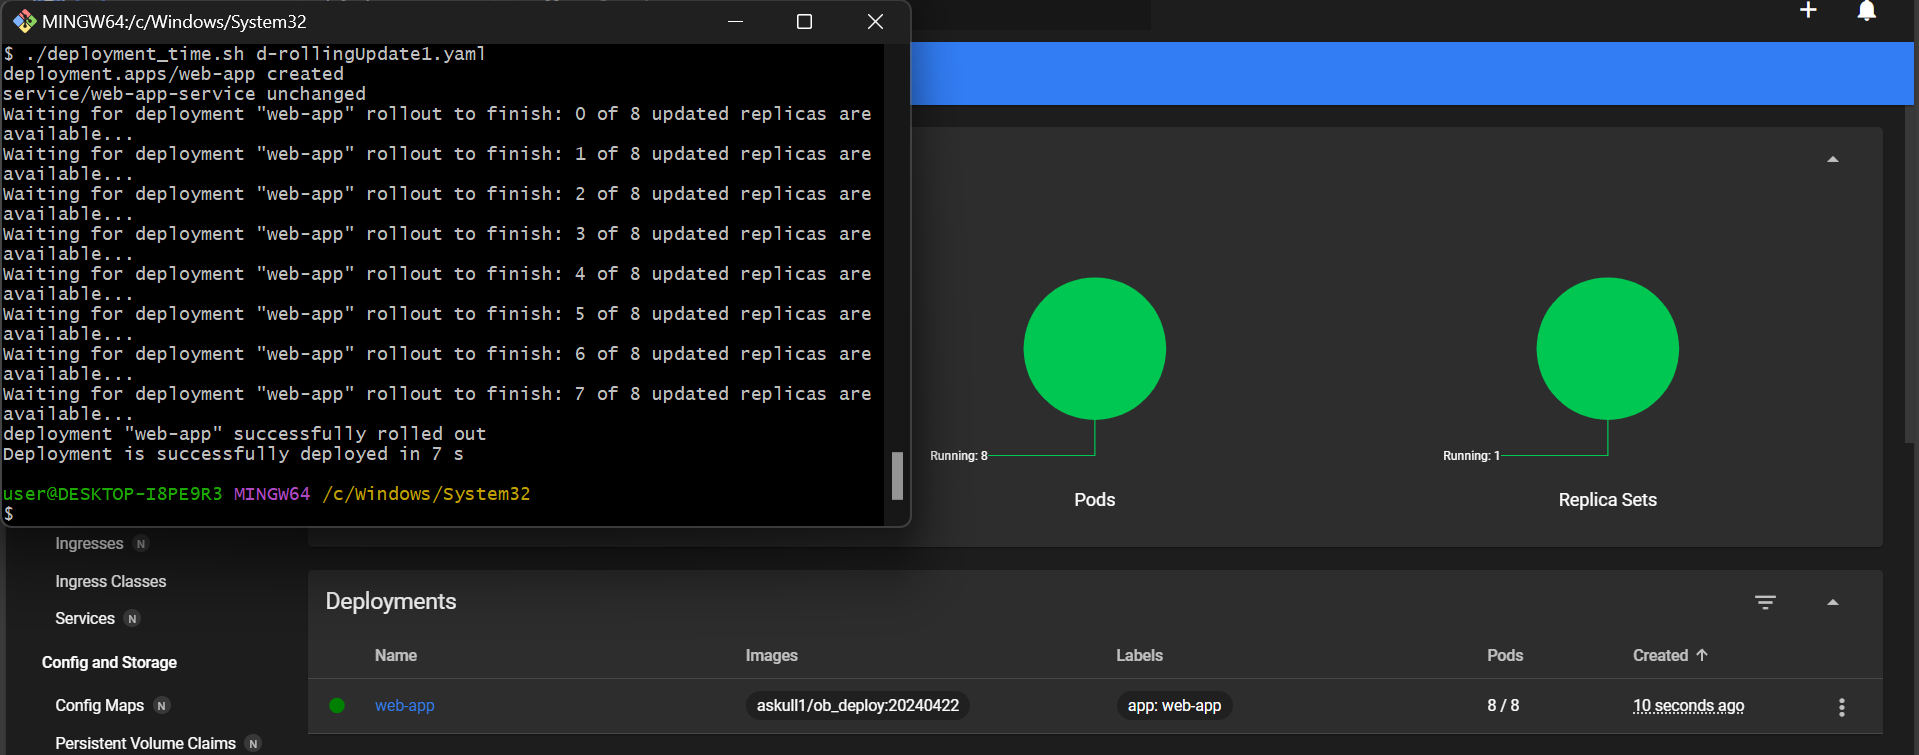 MINGW64:/c/Windows/System32
$ ./deployment_time.sh d-rollingUpdate1.yaml
deployment.apps/web-app created
service/web-app-service unchanged
Waiting for deployment "web-app" rollout to finish: 0 of 8 updated replicas are
available...
Waiting for deployment "web-app" rollout to finish: 1 of 8 updated replicas are
available...
Waiting for deployment "web-app" rollout to finish: 2 of 8 updated replicas are
available...
Waiting for deployment "web-app" rollout to finish: 3 of 8 updated replicas are
available...
Waiting for deployment "web-app" rollout to finish: 4 of 8 updated replicas are
available...
Waiting for deployment "web-app" rollout to finish: 5 of 8 updated replicas are
available...
Waiting for deployment "web-app" rollout to finish: 6 of 8 updated replicas are
available...
Waiting for deployment "web-app" rollout to finish: 7 of 8 updated replicas are
available...
deployment "web-app" successfully rolled out
Deployment is successfully deployed in 7 s
user@DESKTOP-I8PE9R3 MINGW64 /c/Windows/System32
$
Running: 8
Pods
Running: 1
Replica Sets
Ingresses N
Ingress Classes
Services N
Config and Storage
Config Maps N
Persistent Volume Claims N
Deployments
Name Images Labels Pods Created
web-app askull1/ob_deploy:20240422 app: web-app 8 / 8 10 seconds ago